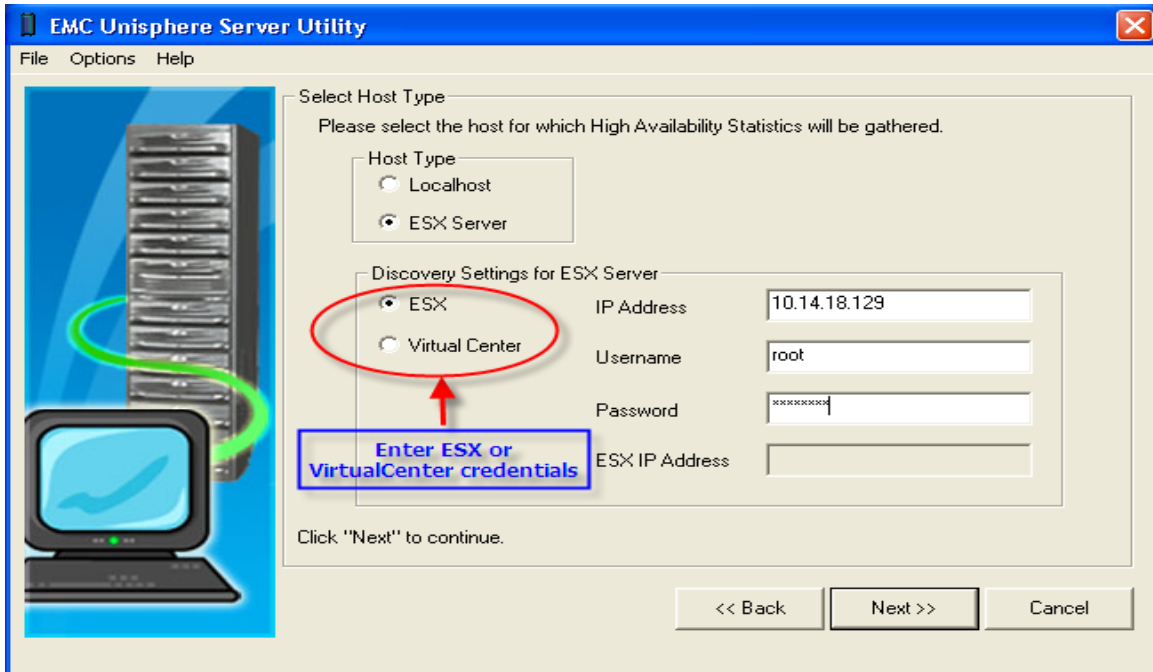 EMC Unisphere Server Utility
File Options Help
Select Host Type
Please select the host for which High Availability Statistics will be gathered.
Host Type
Localhost
ESX Server
Discovery Settings for ESX Server
ESX
Virtual Center
IP Address
10.14.18.129
Username
root
Password
********
ESX IP Address
Enter ESX or
VirtualCenter credentials
Click "Next" to continue.
<< Back
Next >>
Cancel